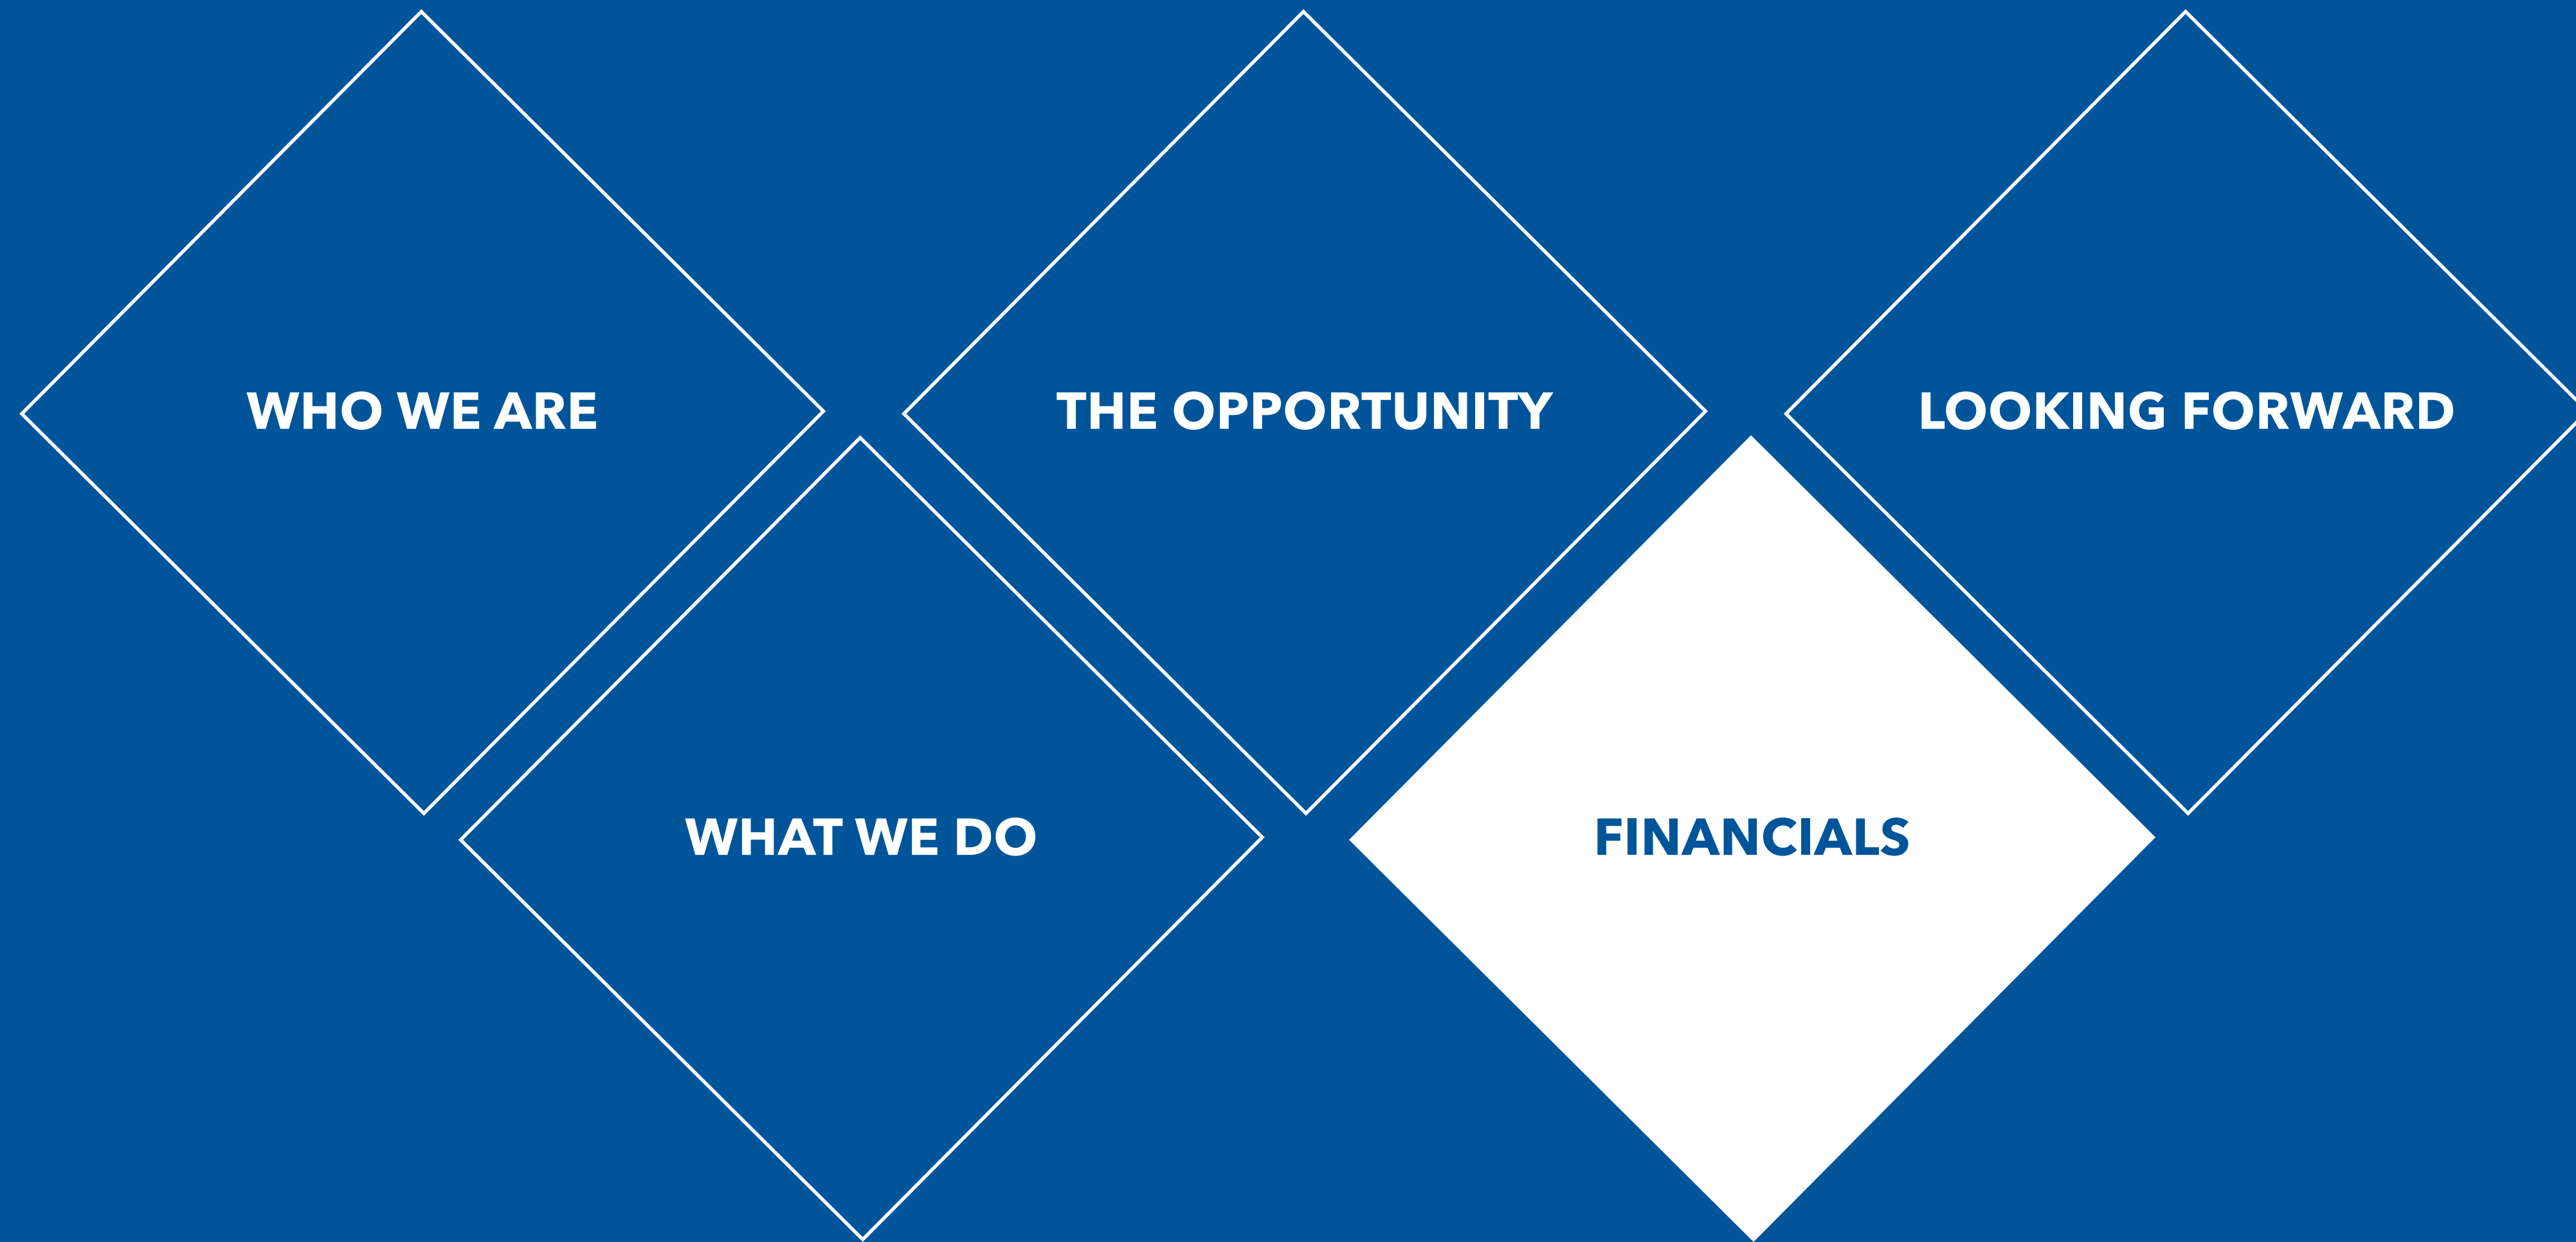 WHO WE ARE
THE OPPORTUNITY
LOOKING FORWARD
WHAT WE DO
FINANCIALS